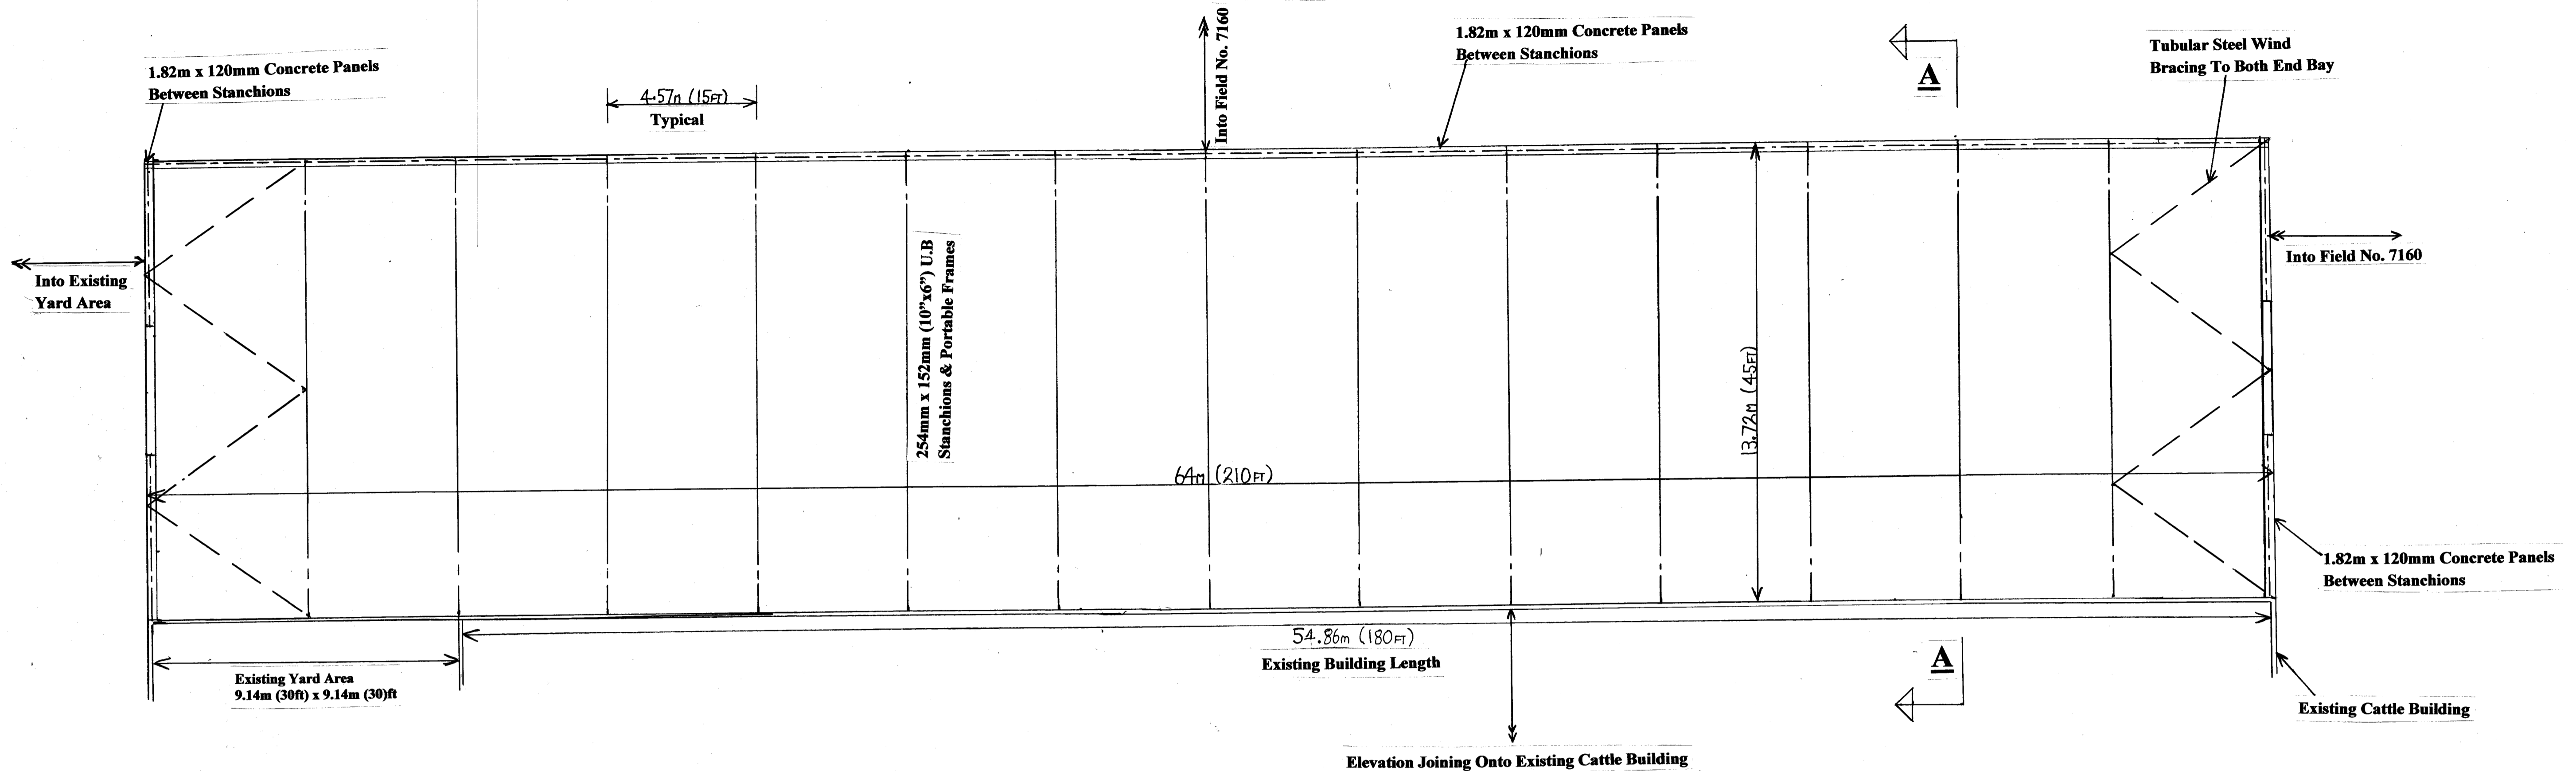 1.82m x 120mm Concrete Panels
Between Stanchions
4.57m (15FT)
Typical
Into Field No. 7160
1.82m x 120mm Concrete Panels
Between Stanchions
A
Tubular Steel Wind
Bracing To Both End Bay
Into Existing
Yard Area
254mm x 152mm (10”x6”) U.B
Stanchions & Portable Frames
13.72m (45FT)
Into Field No. 7160
64m (210FT)
1.82m x 120mm Concrete Panels
Between Stanchions
54.86m (180FT)
Existing Building Length
Existing Yard Area
9.14m (30ft) x 9.14m (30)ft
A
Existing Cattle Building
Elevation Joining Onto Existing Cattle Building